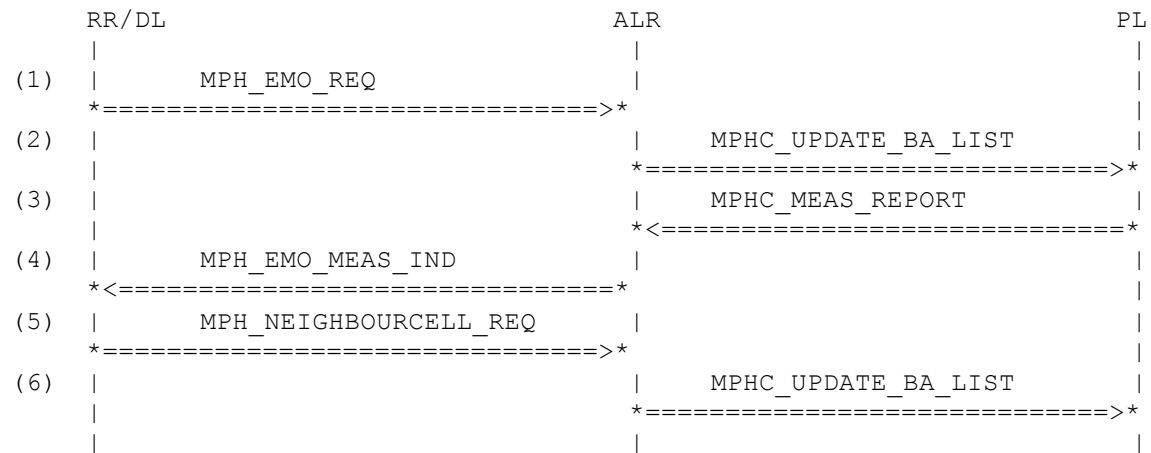 RR/DL ALR PL
(1) MPH_EMO_REQ
(2) MPHC_UPDATE_BA_LIST
(3) MPHC_MEAS_REPORT
(4) MPH_EMO_MEAS_IND
(5) MPH_NEIGHBOURCELL_REQ
(6) MPHC_UPDATE_BA_LIST